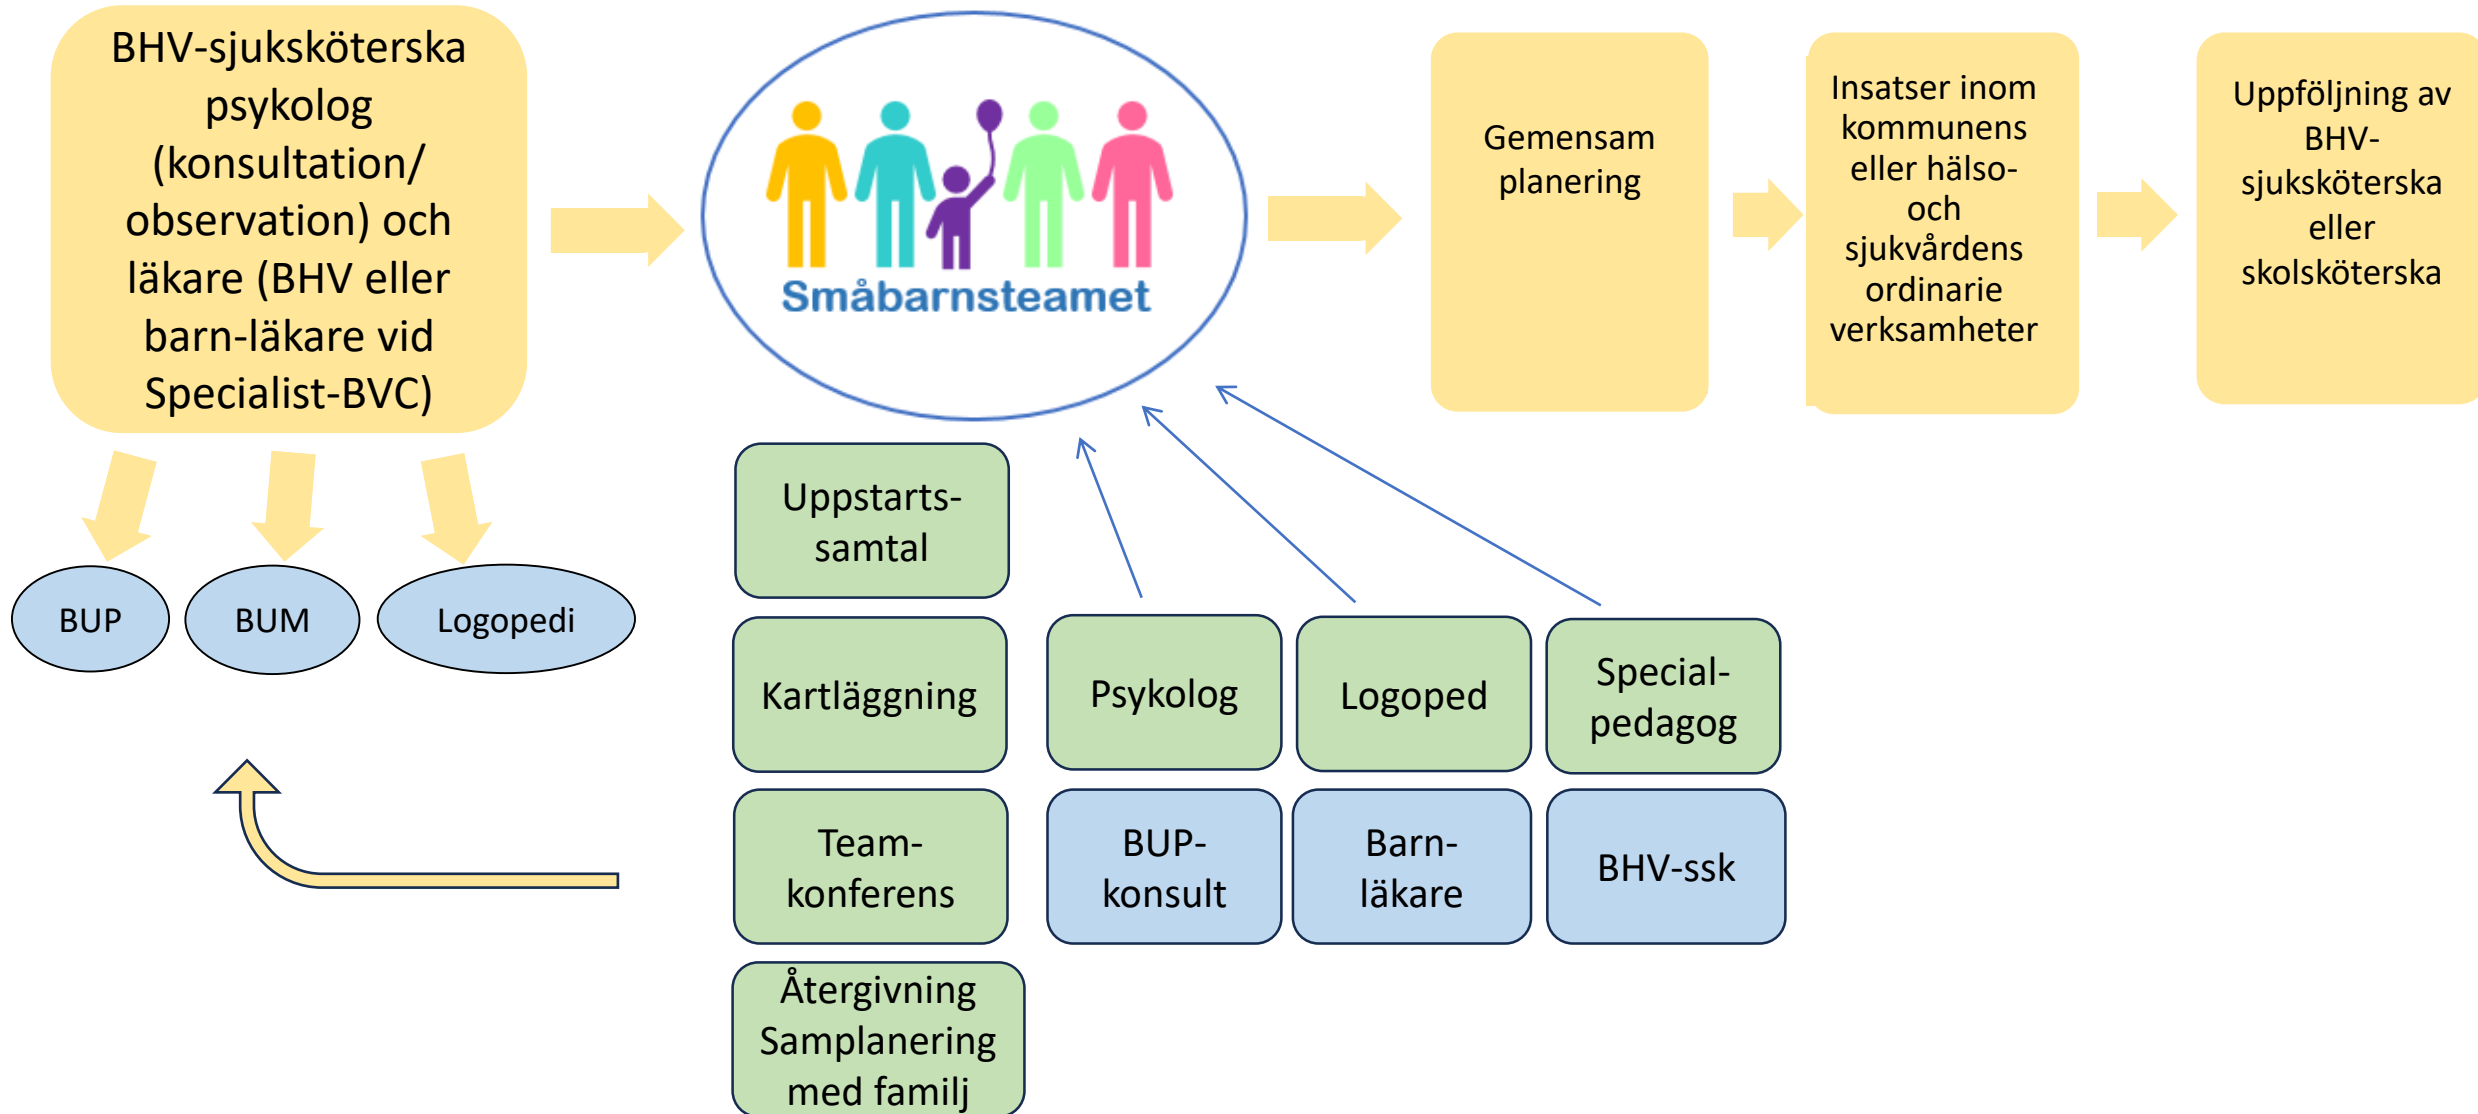 BHV-sjuksköterska
psykolog
(konsultation/
observation) och
läkare (BHV eller
barn-läkare vid
Specialist-BVC)
Småbarnsteamet
Gemensam
planering
Insatser inom
kommunens
eller hälso-
och
sjukvårdens
ordinarie
verksamheter
Uppföljning av
BHV-
sjuksköterska
eller
skolsköterska
BUP
BUM
Logopedi
Uppstarts-
samtal
Kartläggning
Team-
konferens
Återgivning
Samplanering
med familj
Psykolog
Logoped
Special-
pedagog
BUP-
konsult
Barn-
läkare
BHV-ssk